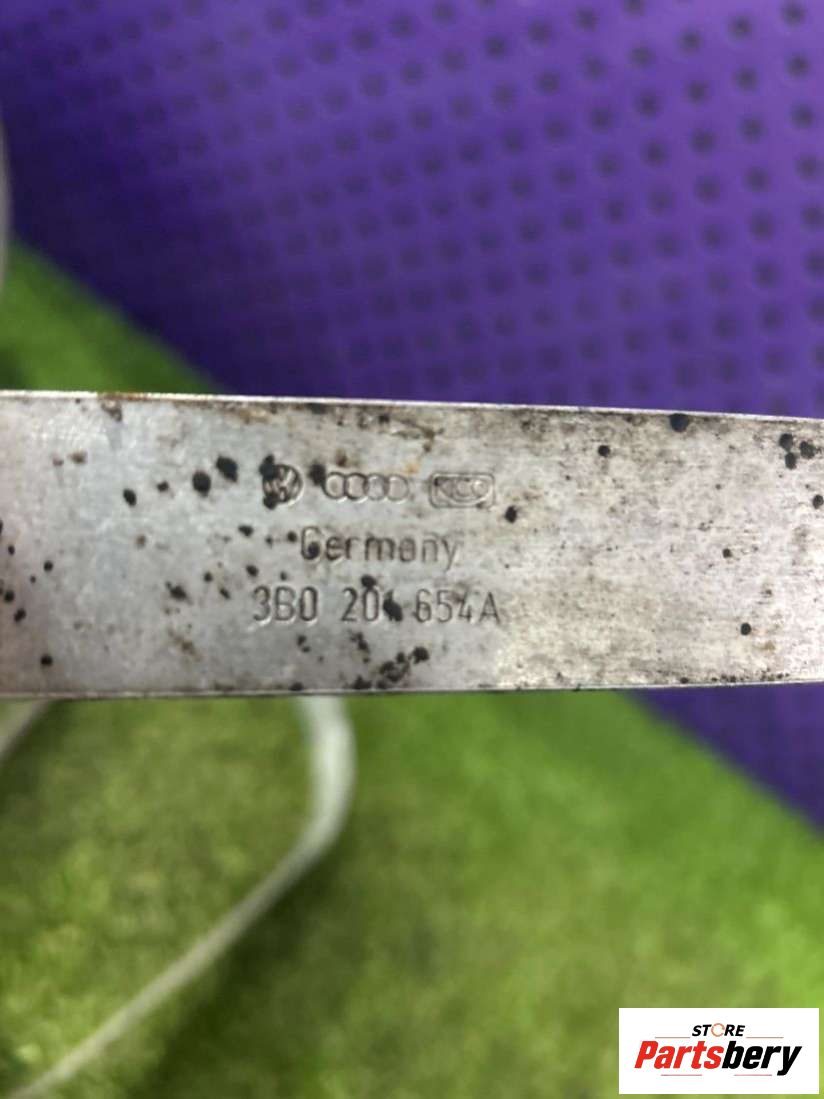 Germany
3B0 201 654A
STORE
Partsbery